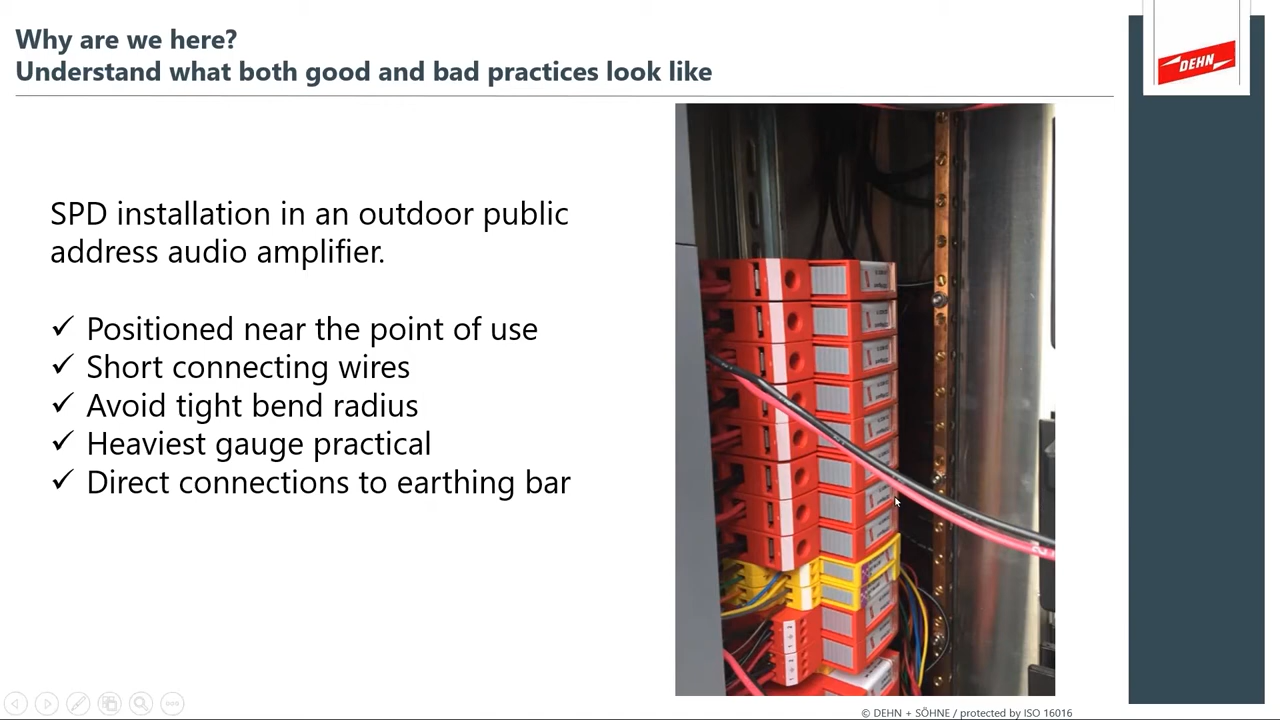 Why are we here?
Understand what both good and bad practices look like
DEHN
SPD installation in an outdoor public
address audio amplifier.
✓ Positioned near the point of use
✓ Short connecting wires
✓ Avoid tight bend radius
✓ Heaviest gauge practical
✓ Direct connections to earthing bar
© DEHN + SÖHNE / protected by ISO 16016